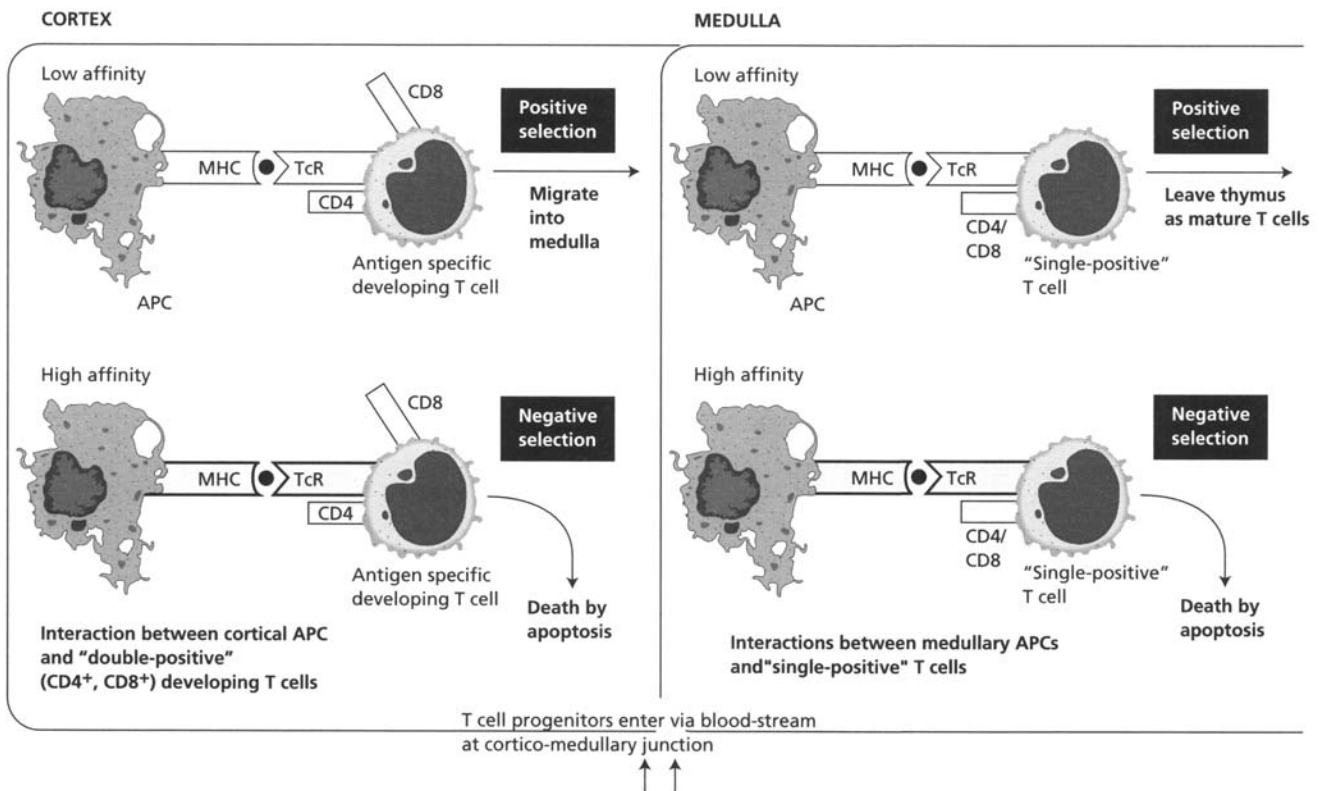 CORTEX
Low affinity
CD8
Positive
selection
MHC
TcR
CD4
Migrate
into
medulla
Antigen specific
developing T cell
APC
High affinity
CD8
Negative
selection
MHC
TcR
CD4
Antigen specific
developing T cell
Death by
apoptosis
Interaction between cortical APC
and “double-positive”
(CD4⁺, CD8⁺) developing T cells
MEDULLA
Low affinity
Positive
selection
MHC
TcR
Leave thymus
as mature T cells
CD4/
CD8
“Single-positive”
T cell
APC
High affinity
Negative
selection
MHC
TcR
CD4/
CD8
“Single-positive”
T cell
Death by
apoptosis
Interactions between medullary APCs
and"single-positive" T cells
T cell progenitors enter via blood-stream
at cortico-medullary junction